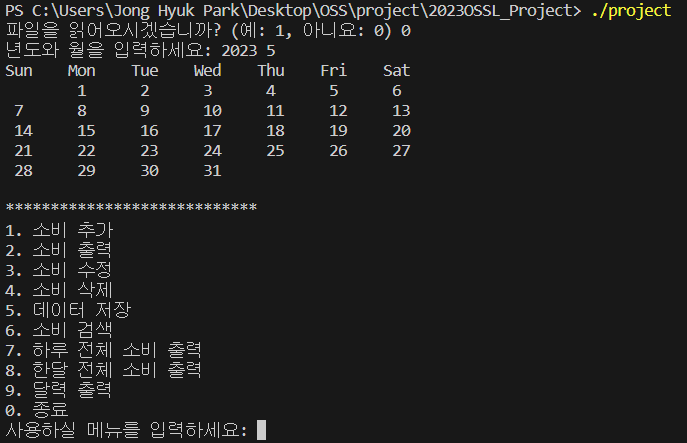 PS C:\Users\Jong Hyuk Park\Desktop\OSS\project\2023OSSL_Project> ./project
파일을 읽어오시겠습니까? (예: 1, 아니요: 0) 0
년도와 월을 입력하세요: 2023 5
Sun Mon Tue Wed Thu Fri Sat
1 2 3 4 5 6
7 8 9 10 11 12 13
14 15 16 17 18 19 20
21 22 23 24 25 26 27
28 29 30 31
****************************
1. 소비 추가
2. 소비 출력
3. 소비 수정
4. 소비 삭제
5. 데이터 저장
6. 소비 검색
7. 하루 전체 소비 출력
8. 한달 전체 소비 출력
9. 달력 출력
0. 종료
사용하실 메뉴를 입력하세요: